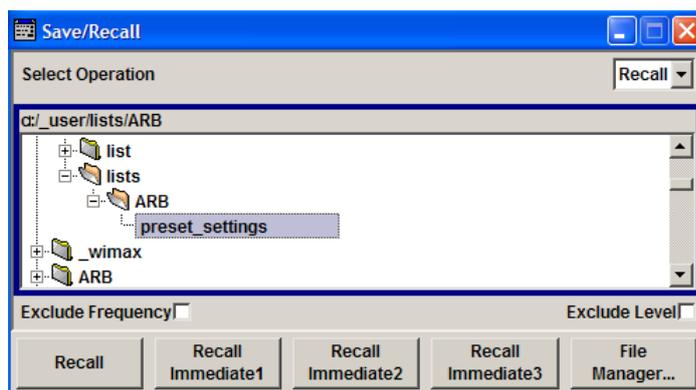 Save/Recall
Select Operation
Recall
α:/_user/lists/ARB
list
lists
ARB
preset_settings
_wimax
ARB
Exclude Frequency
Exclude Level
Recall
Recall Immediate1
Recall Immediate2
Recall Immediate3
File Manager...